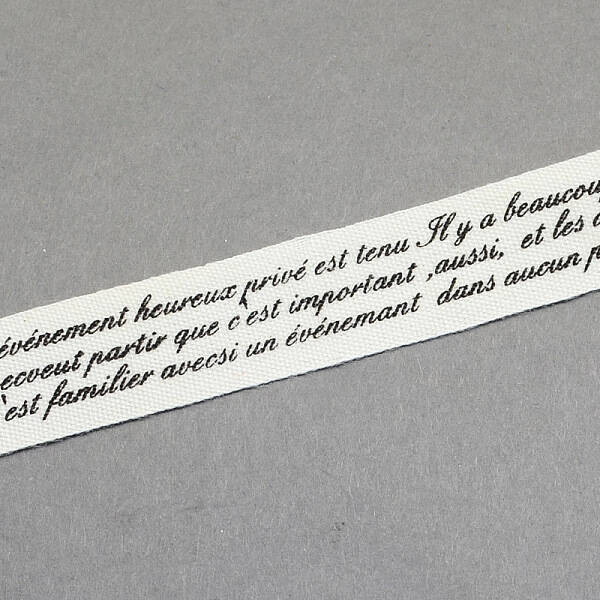 événement heureux privé est tenu Il y a beaucou
ecveut partir que c'est important ,aussi, et les
'est familier avecsi un événemant dans aucun